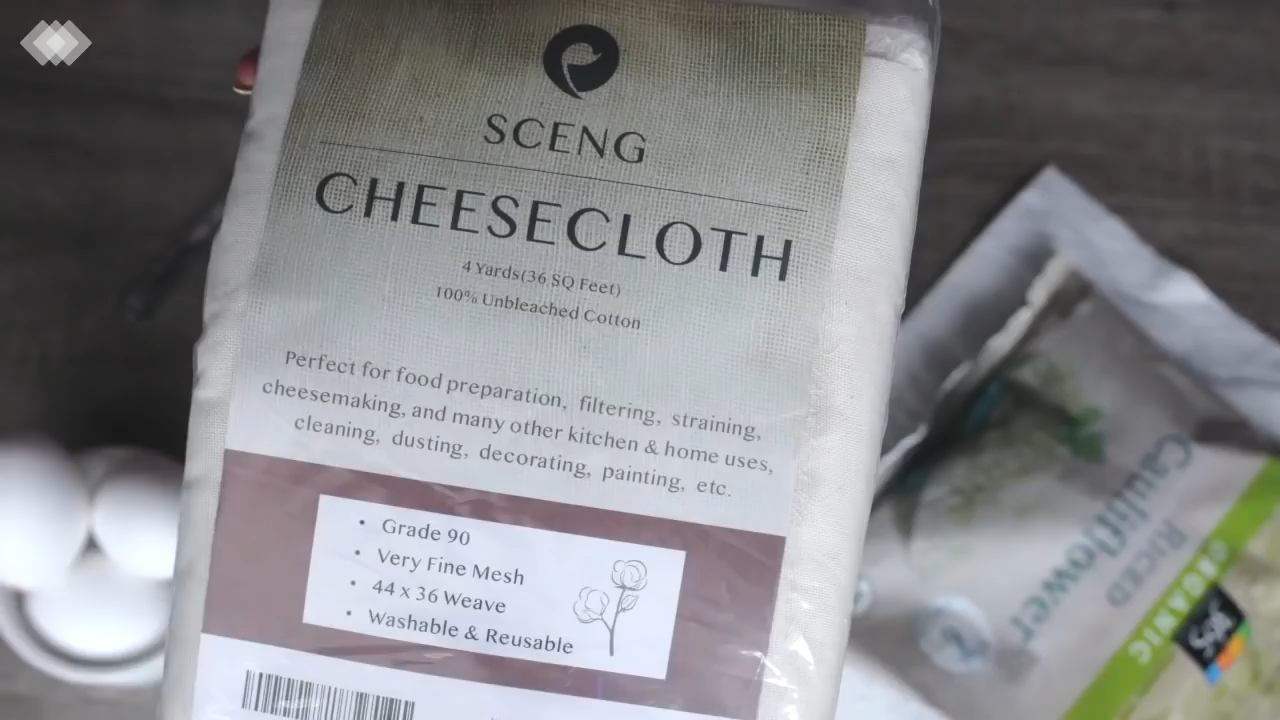 SCENG
CHEESECLOTH
4 Yards(36 SQ Feet)
100% Unbleached Cotton
Perfect for food preparation, filtering, straining,
cheesemaking, and many other kitchen & home uses,
cleaning, dusting, decorating, painting, etc.
• Grade 90
• Very Fine Mesh
• 44 x 36 Weave
• Washable & Reusable
RICED
Cauliflower
ORGANIC
365